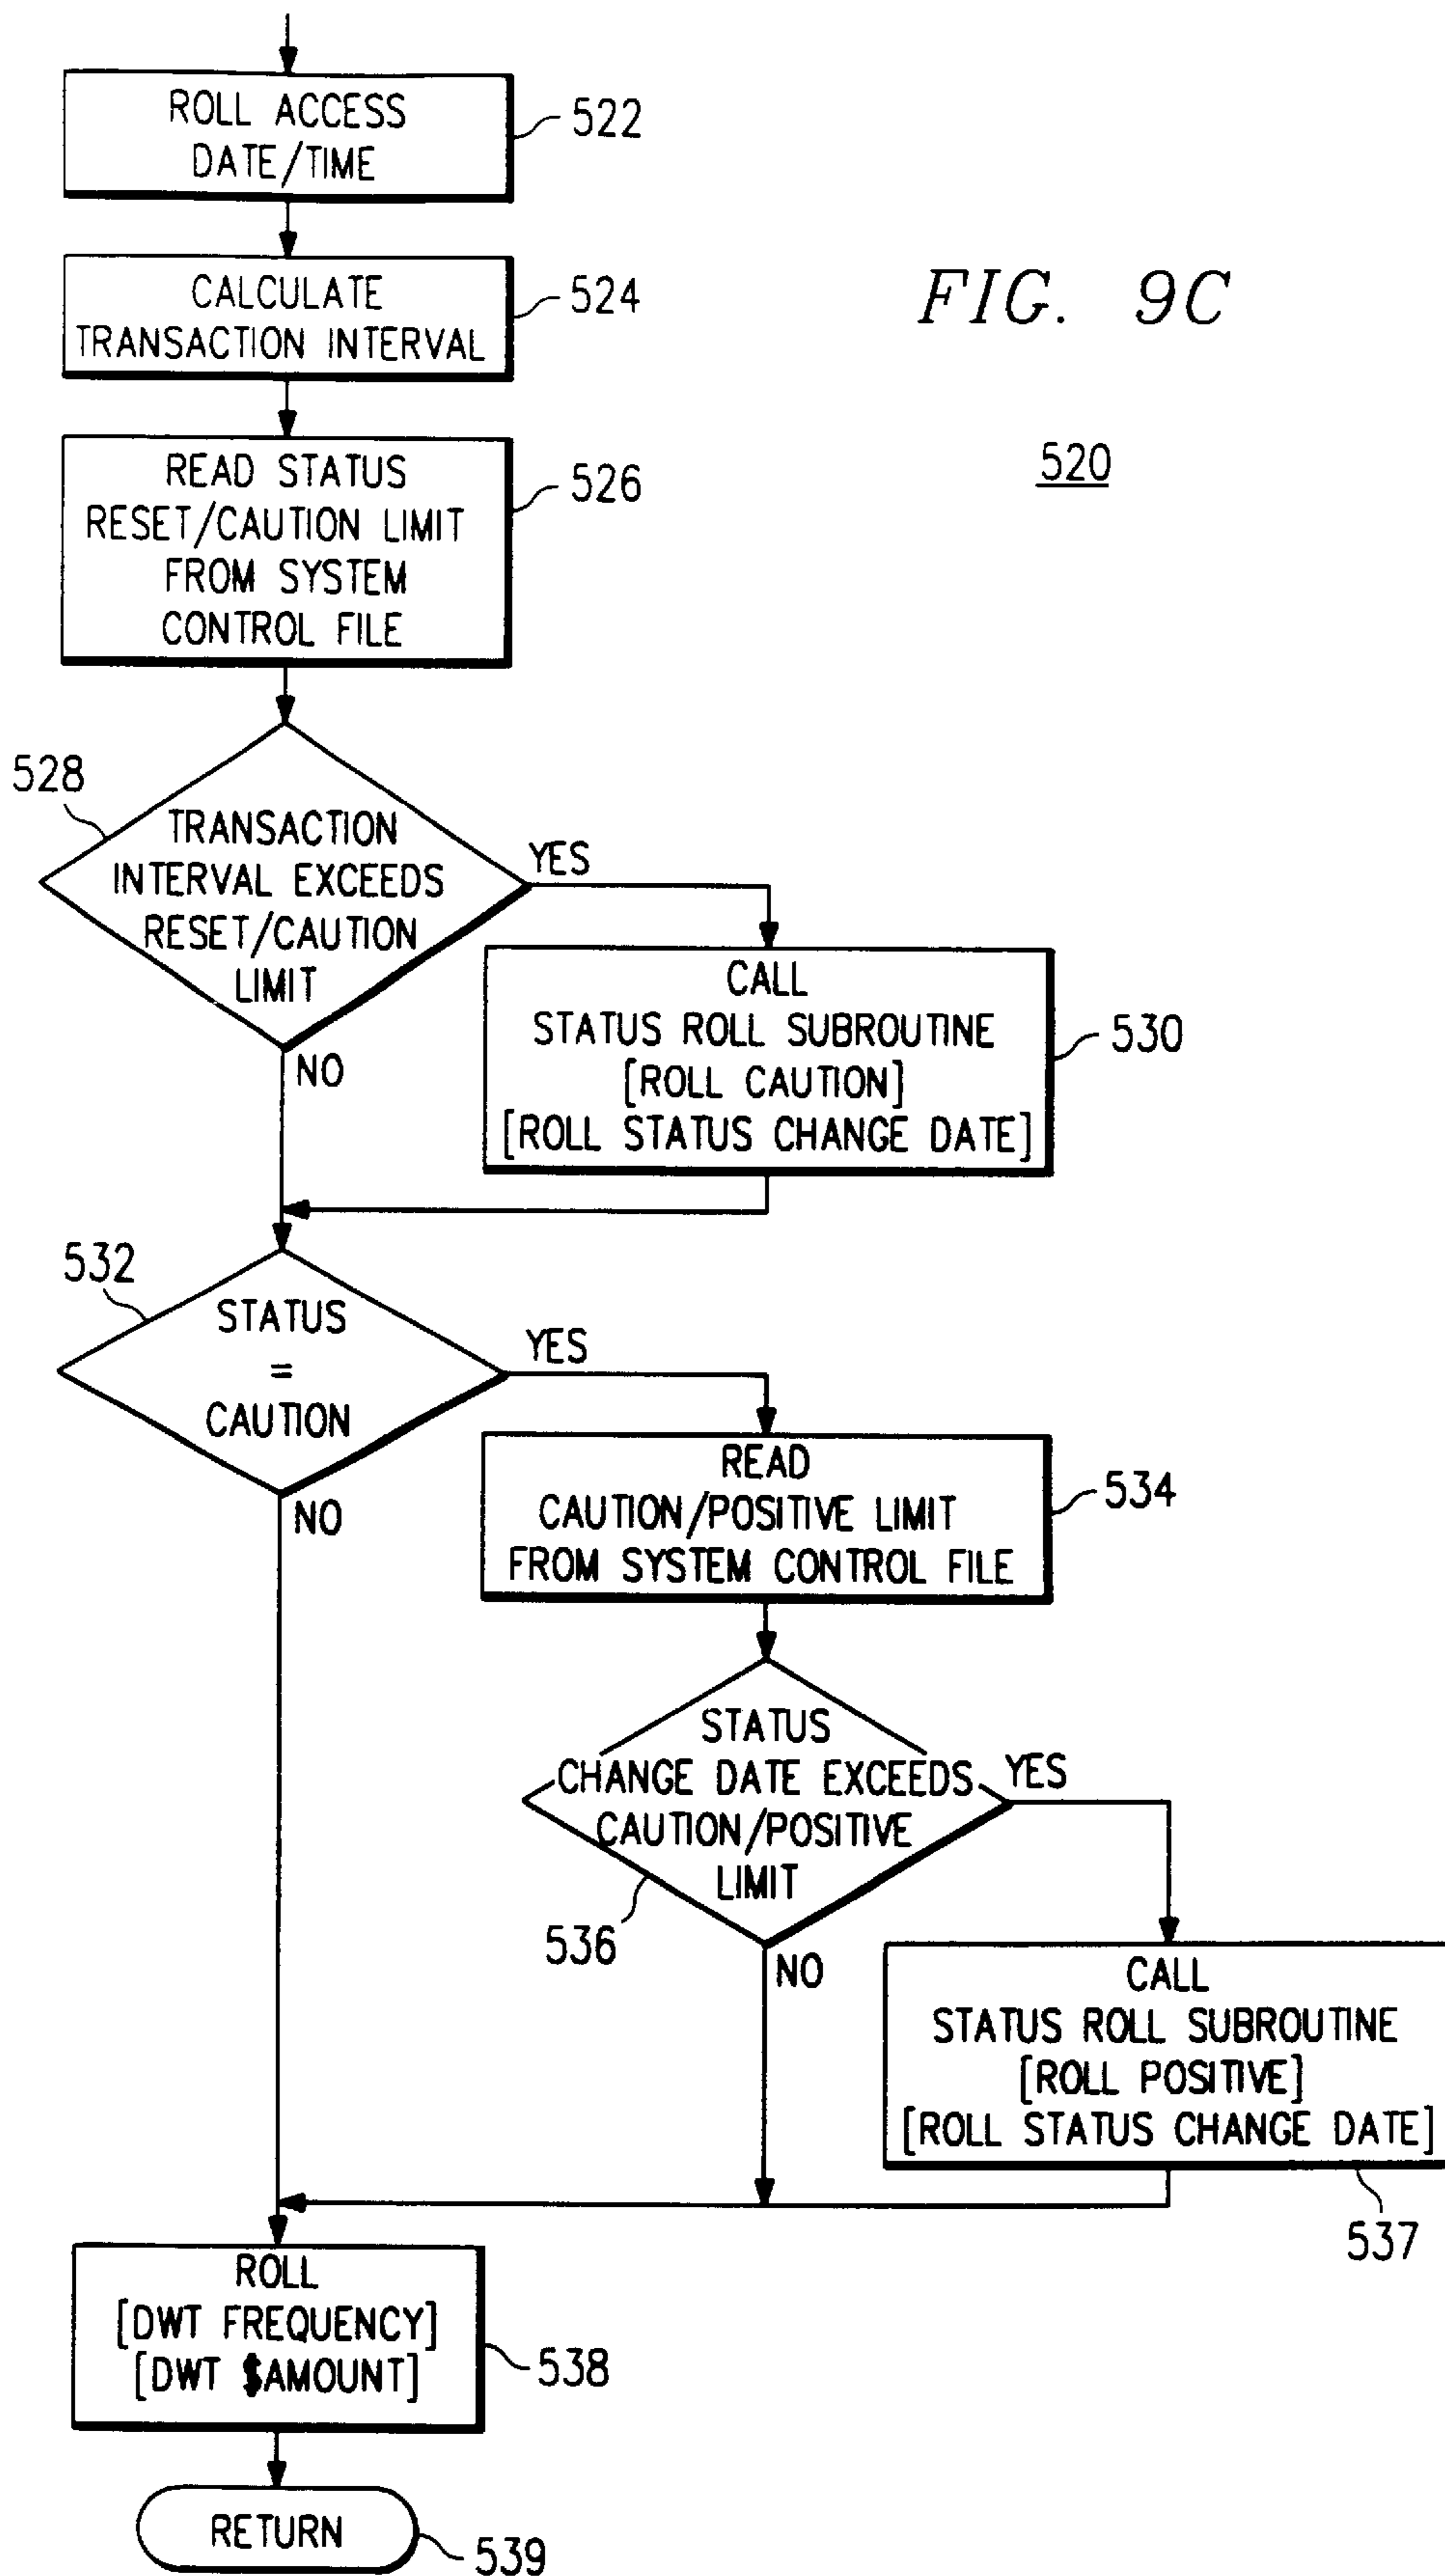 ROLL ACCESS
DATE/TIME
522
CALCULATE
TRANSACTION INTERVAL
524
FIG. 9C
520
READ STATUS
RESET/CAUTION LIMIT
FROM SYSTEM
CONTROL FILE
526
528
TRANSACTION
INTERVAL EXCEEDS
RESET/CAUTION
LIMIT
YES
NO
CALL
STATUS ROLL SUBROUTINE
[ROLL CAUTION]
[ROLL STATUS CHANGE DATE]
530
532
STATUS
=
CAUTION
YES
NO
READ
CAUTION/POSITIVE LIMIT
FROM SYSTEM CONTROL FILE
534
STATUS
CHANGE DATE EXCEEDS
CAUTION/POSITIVE
LIMIT
YES
536
NO
CALL
STATUS ROLL SUBROUTINE
[ROLL POSITIVE]
[ROLL STATUS CHANGE DATE]
537
ROLL
[DWT FREQUENCY]
[DWT $AMOUNT]
538
RETURN
539